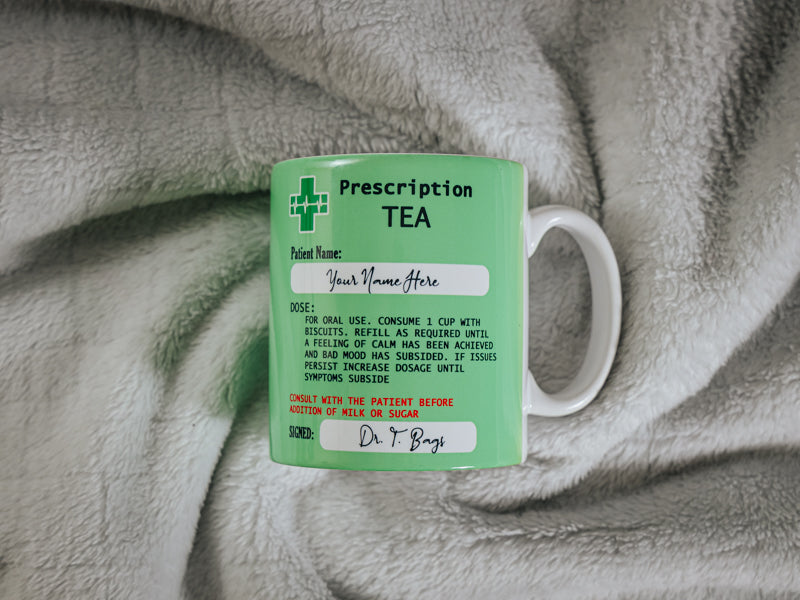 Prescription
TEA
Patient Name:
Your Name Here
DOSE:
FOR ORAL USE. CONSUME 1 CUP WITH
BISCUITS. REFILL AS REQUIRED UNTIL
A FEELING OF CALM HAS BEEN ACHIEVED
AND BAD MOOD HAS SUBSIDED. IF ISSUES
PERSIST INCREASE DOSAGE UNTIL
SYMPTOMS SUBSIDE
CONSULT WITH THE PATIENT BEFORE
ADDITION OF MILK OR SUGAR
SIGNED: Dr. T. Bags